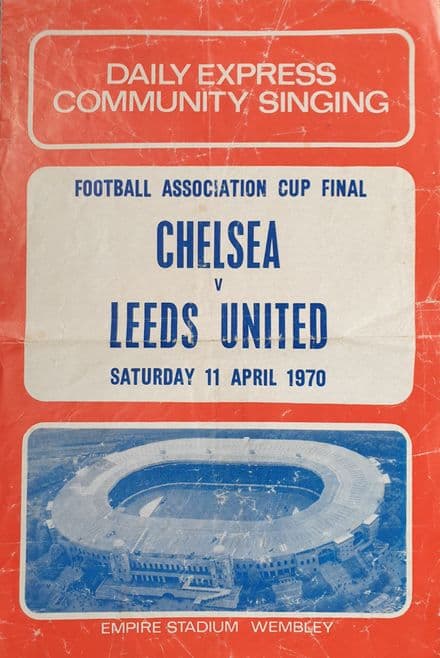 DAILY EXPRESS
COMMUNITY SINGING
FOOTBALL ASSOCIATION CUP FINAL
CHELSEA
V
LEEDS UNITED
SATURDAY 11 APRIL 1970
EMPIRE STADIUM WEMBLEY